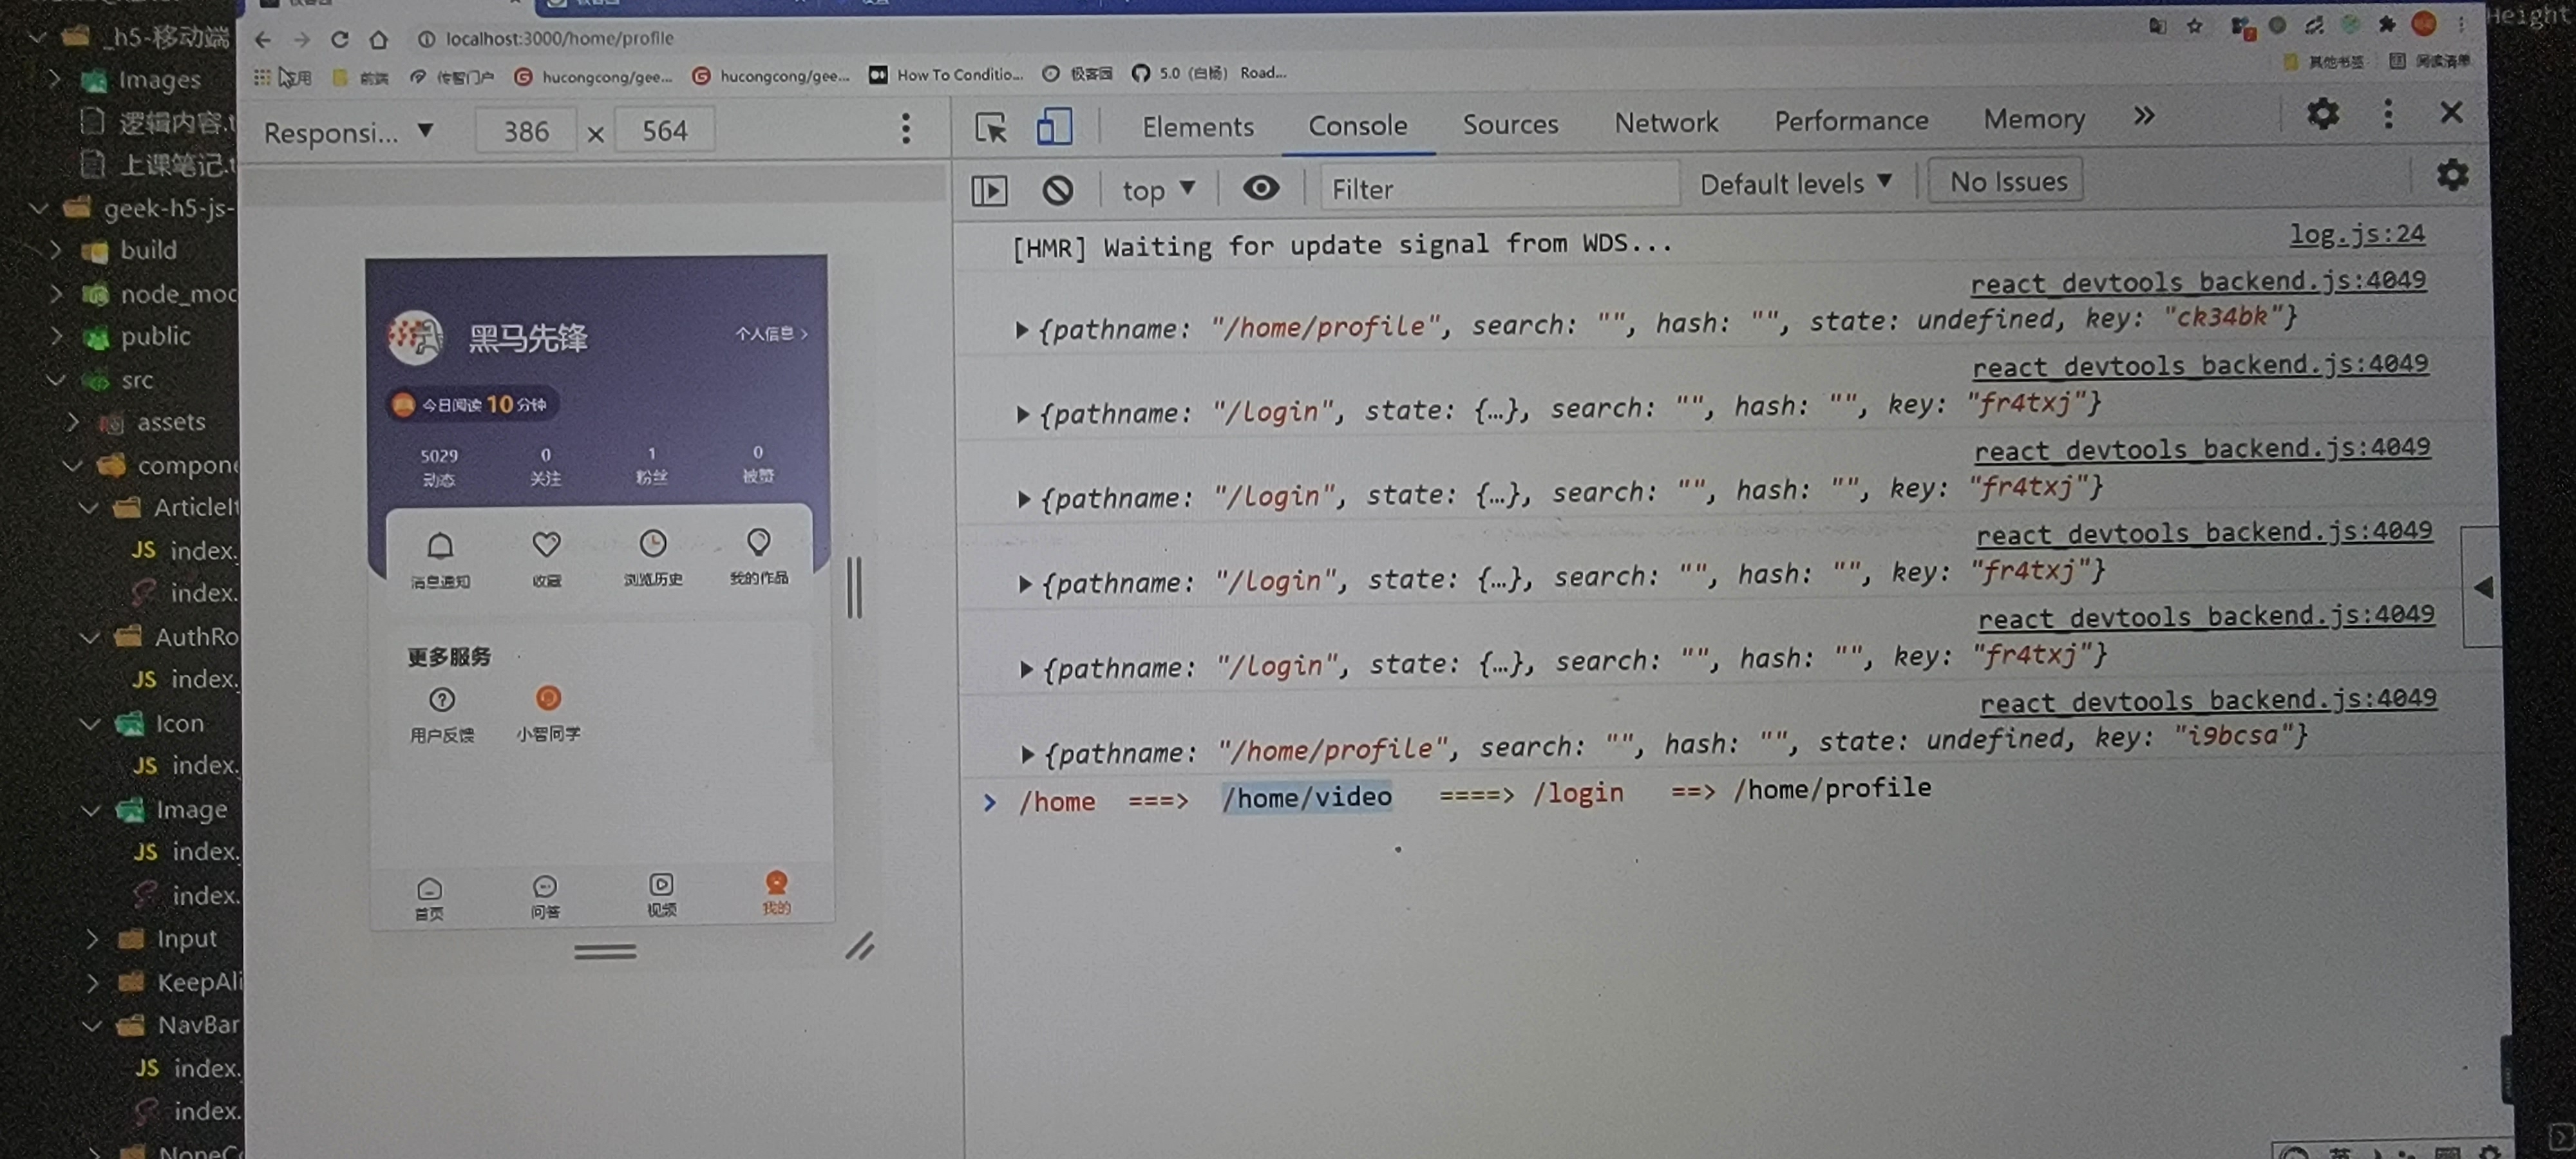 _h5-移动端
Images
逻辑内容.t
上课笔记.t
geek-h5-js-
build
node_mod
public
src
assets
compone
ArticleIt
JS index.
index.
AuthRo
JS index.
Icon
JS index.
Image
JS index.
index.
Input
KeepAli
NavBar
JS index.
index.
localhost:3000/home/profile
应用 前端 传智门户 hucongcong/gee... hucongcong/gee... How To Conditio... 极客园 5.0 (白杨) Road...
其他书签 阅读清单
Height
Responsi... 386 × 564
Elements Console Sources Network Performance Memory
top Filter Default levels No Issues
黑马先锋
个人信息 >
今日阅读 10 分钟
5029 0 1 0
动态 关注 粉丝 被赞
消息通知 收藏 浏览历史 我的作品
更多服务
用户反馈 小智同学
首页 问答 视频 我的
[HMR] Waiting for update signal from WDS... log.js:24
react_devtools_backend.js:4049
{pathname: "/home/profile", search: "", hash: "", state: undefined, key: "ck34bk"}
react_devtools_backend.js:4049
{pathname: "/login", state: {…}, search: "", hash: "", key: "fr4txj"}
react_devtools_backend.js:4049
{pathname: "/login", state: {…}, search: "", hash: "", key: "fr4txj"}
react_devtools_backend.js:4049
{pathname: "/login", state: {…}, search: "", hash: "", key: "fr4txj"}
react_devtools_backend.js:4049
{pathname: "/login", state: {…}, search: "", hash: "", key: "fr4txj"}
react_devtools_backend.js:4049
{pathname: "/home/profile", search: "", hash: "", state: undefined, key: "i9bcsa"}
> /home ===> /home/video ====> /login ==> /home/profile
英